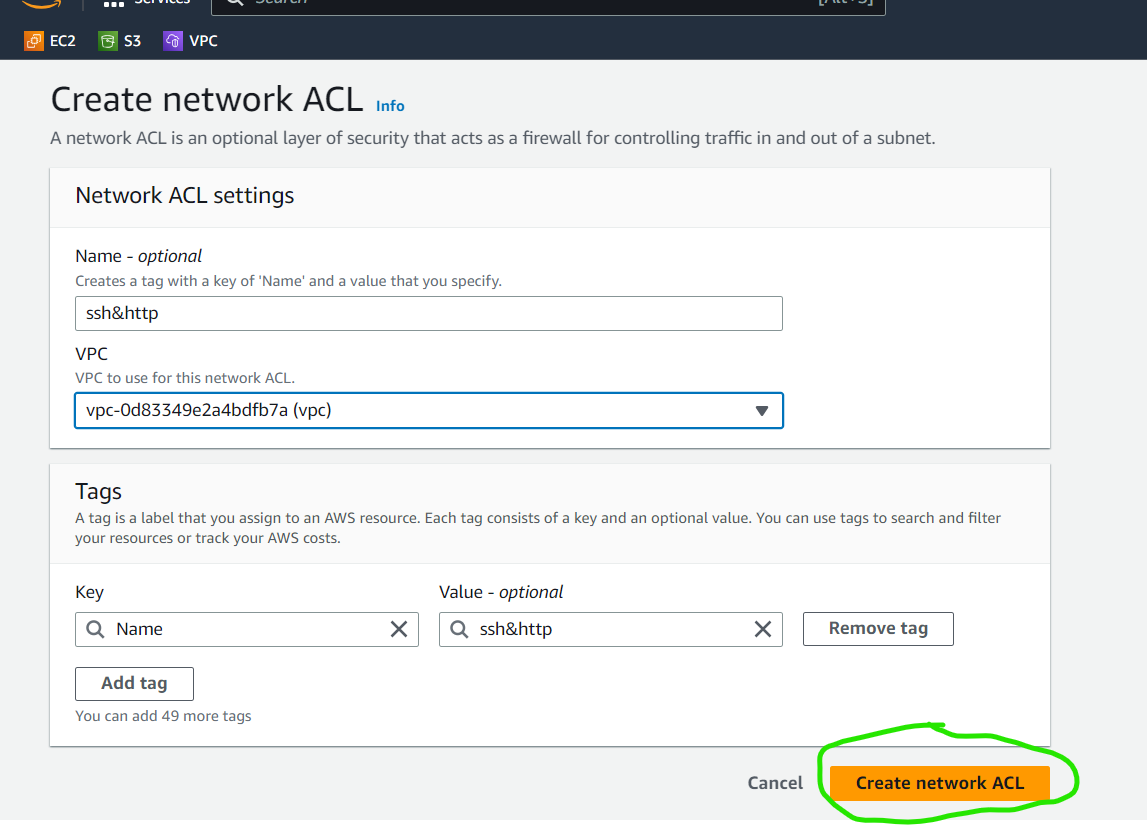 Services
Search
[Alt+S]
EC2 S3 VPC
Create network ACL Info
A network ACL is an optional layer of security that acts as a firewall for controlling traffic in and out of a subnet.
Network ACL settings
Name - optional
Creates a tag with a key of 'Name' and a value that you specify.
ssh&http
VPC
VPC to use for this network ACL.
vpc-0d83349e2a4bdfb7a (vpc)
Tags
A tag is a label that you assign to an AWS resource. Each tag consists of a key and an optional value. You can use tags to search and filter
your resources or track your AWS costs.
Key Value - optional
Name ssh&http Remove tag
Add tag
You can add 49 more tags
Cancel Create network ACL